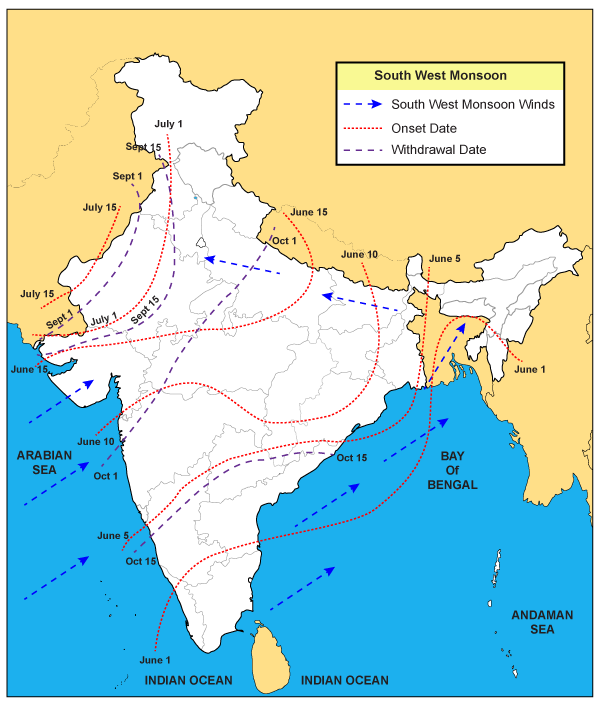 South West Monsoon
South West Monsoon Winds
Onset Date
Withdrawal Date
July 1
Sept 15
Sept 1
July 15
June 15
Oct 1
June 10
June 5
July 15
Sept 1
July 1
Sept 15
June 15
June 1
June 10
ARABIAN
SEA
Oct 1
Oct 15
BAY
Of
BENGAL
June 5
Oct 15
ANDAMAN
SEA
June 1
INDIAN OCEAN
INDIAN OCEAN